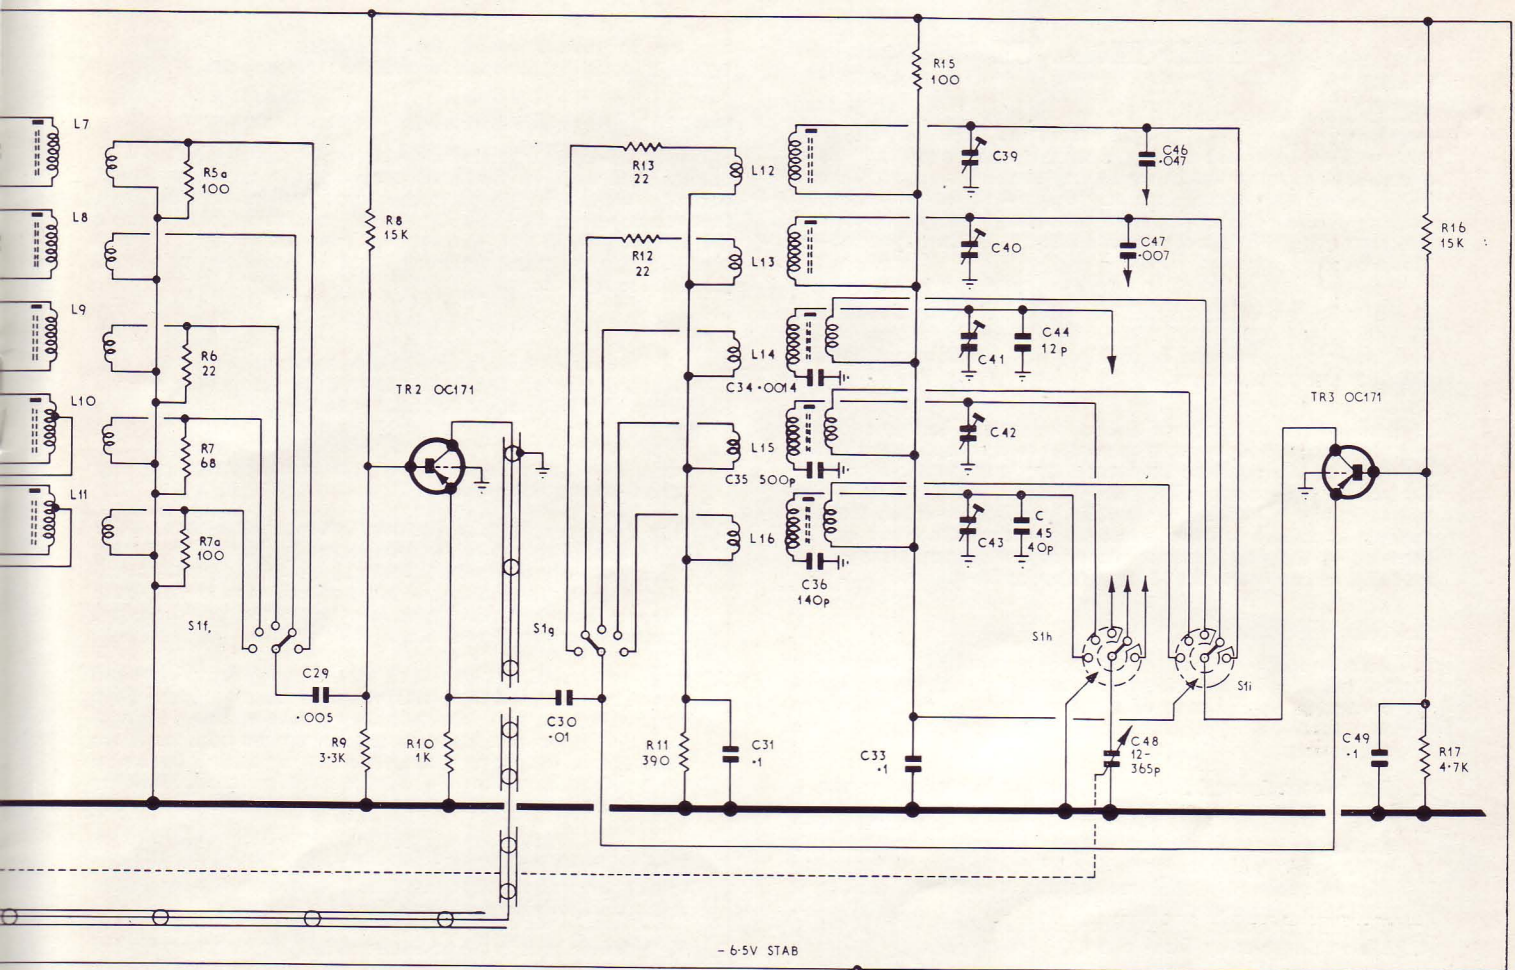 R15
100
L7
C39
C46
·047
R13
22
L12
R5a
100
L8
R8
15K
C40
C47
·007
R16
15K
R12
22
L13
L9
C44
12p
C41
L14
R6
22
C34 ·0014
TR2 OC171
TR3 OC171
L10
C42
L15
R7
68
C35 500p
L11
C
45
40p
C43
L16
R7a
100
C36
140p
S1f
S1g
S1h
S1i
C29
·005
C30
·01
R9
3·3K
R10
1K
R11
390
C31
·1
C33
·1
C48
12-
365p
C49
·1
R17
4·7K
- 6·5V STAB